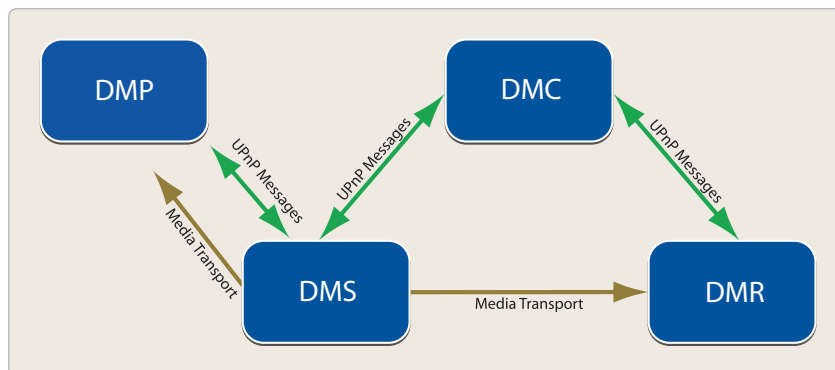 DMP
DMC
UPnP Messages
UPnP Messages
UPnP Messages
Media Transport
DMS
DMR
Media Transport